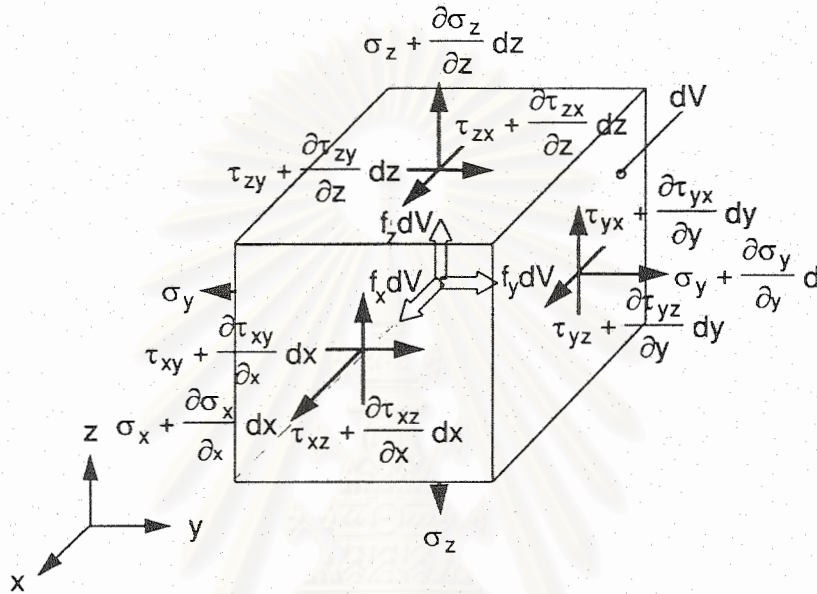 σz + ∂σz/∂z dz
dV
τzx + ∂τzx/∂z dz
τzy + ∂τzy/∂z dz
τyx + ∂τyx/∂y dy
fzdV
fxdV
fydV
σy + ∂σy/∂y d
σy
τyz + ∂τyz/∂y dy
τxy + ∂τxy/∂x dx
σx + ∂σx/∂x dx
τxz + ∂τxz/∂x dx
z
y
x
σz